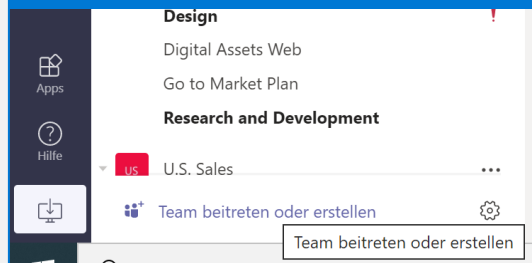 Design
!
Digital Assets Web
Apps
Go to Market Plan
Research and Development
Hilfe
US
U.S. Sales
Team beitreten oder erstellen
Team beitreten oder erstellen